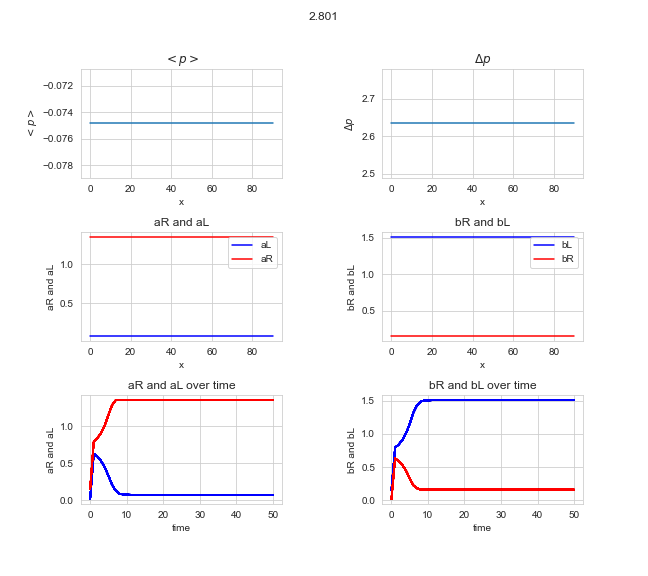 2.801
< p >
Δp
−0.072
−0.074
−0.076
−0.078
< p >
0 20 40 60 80
x
2.7
2.6
2.5
Δp
0 20 40 60 80
x
aR and aL
1.0
0.5
aR and aL
aL
aR
0 20 40 60 80
x
bR and bL
1.5
1.0
0.5
bR and bL
bL
bR
0 20 40 60 80
x
aR and aL over time
1.0
0.5
0.0
aR and aL
0 10 20 30 40 50
time
bR and bL over time
1.5
1.0
0.5
0.0
bR and bL
0 10 20 30 40 50
time